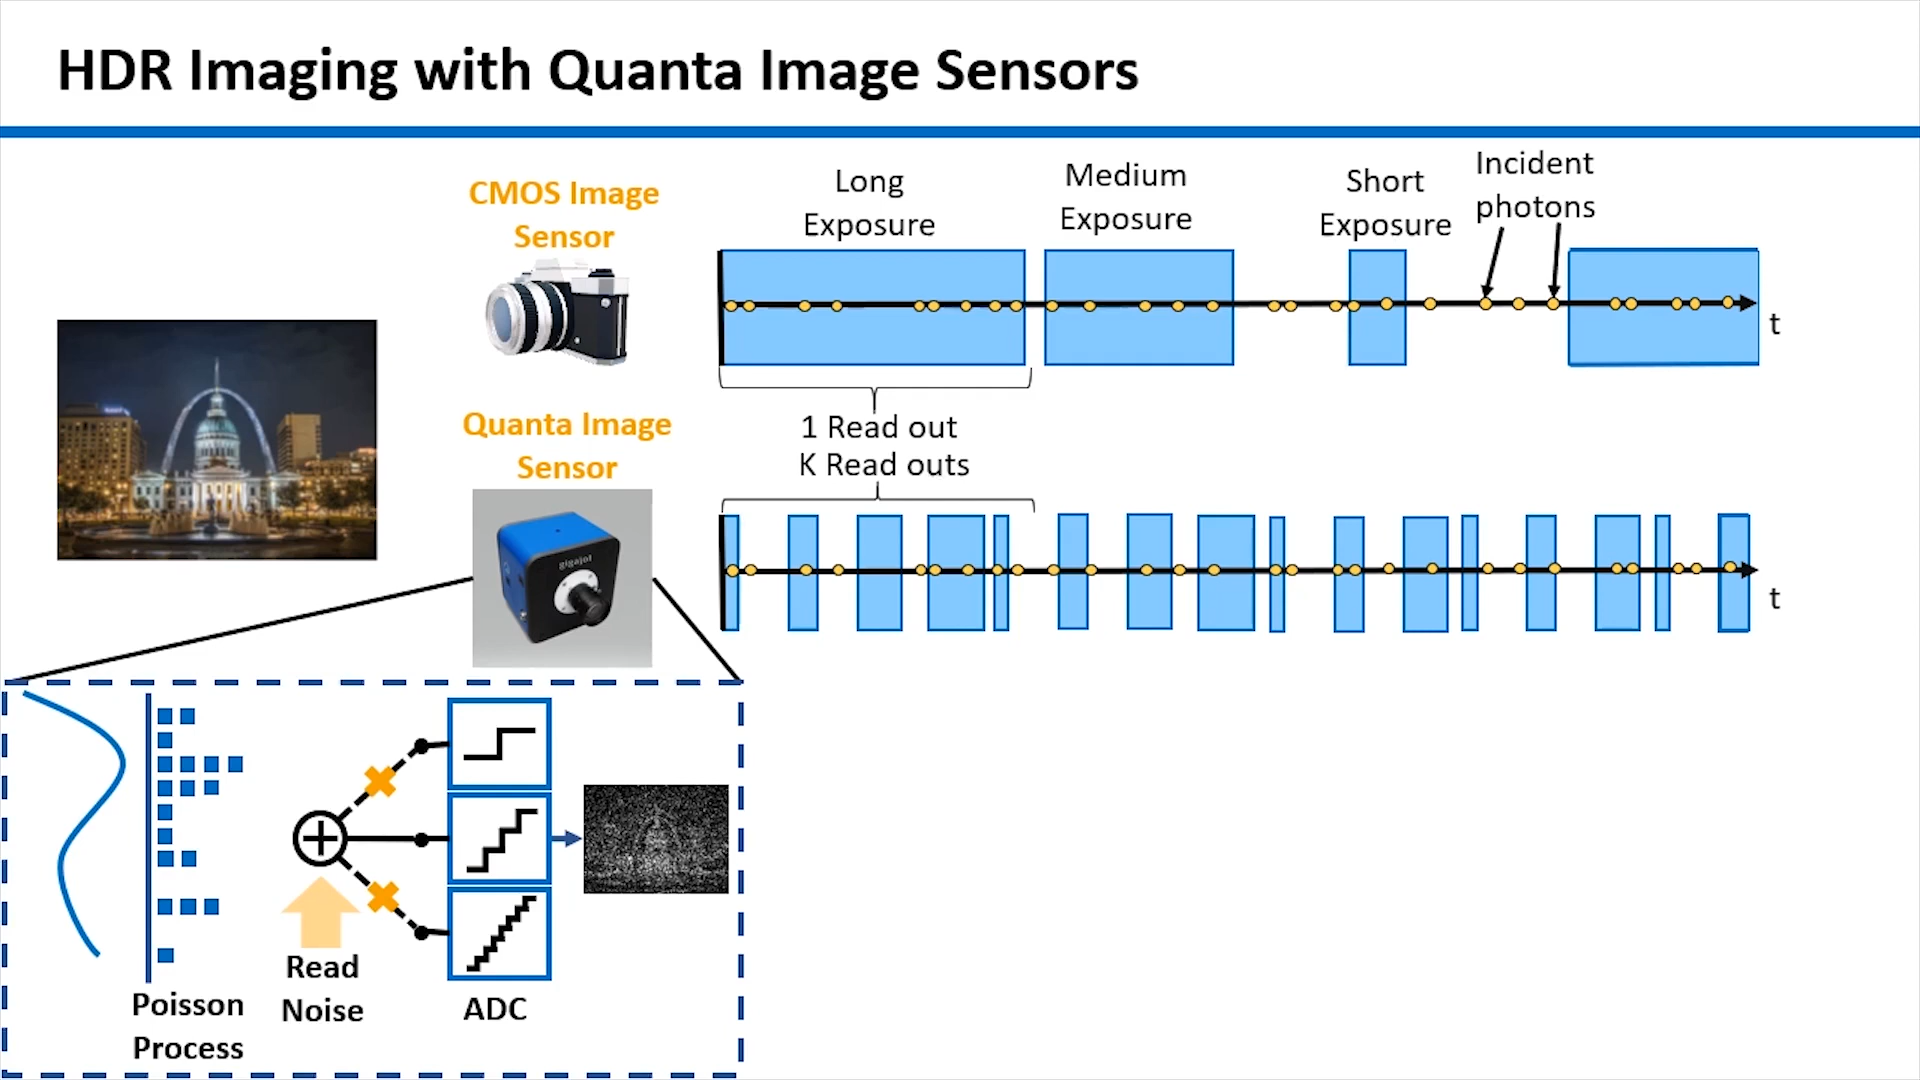 HDR Imaging with Quanta Image Sensors
CMOS Image
Sensor
Long
Exposure
Medium
Exposure
Short
Exposure
Incident
photons
t
1 Read out
K Read outs
Quanta Image
Sensor
gigajot
t
Read
Noise
ADC
Poisson
Process